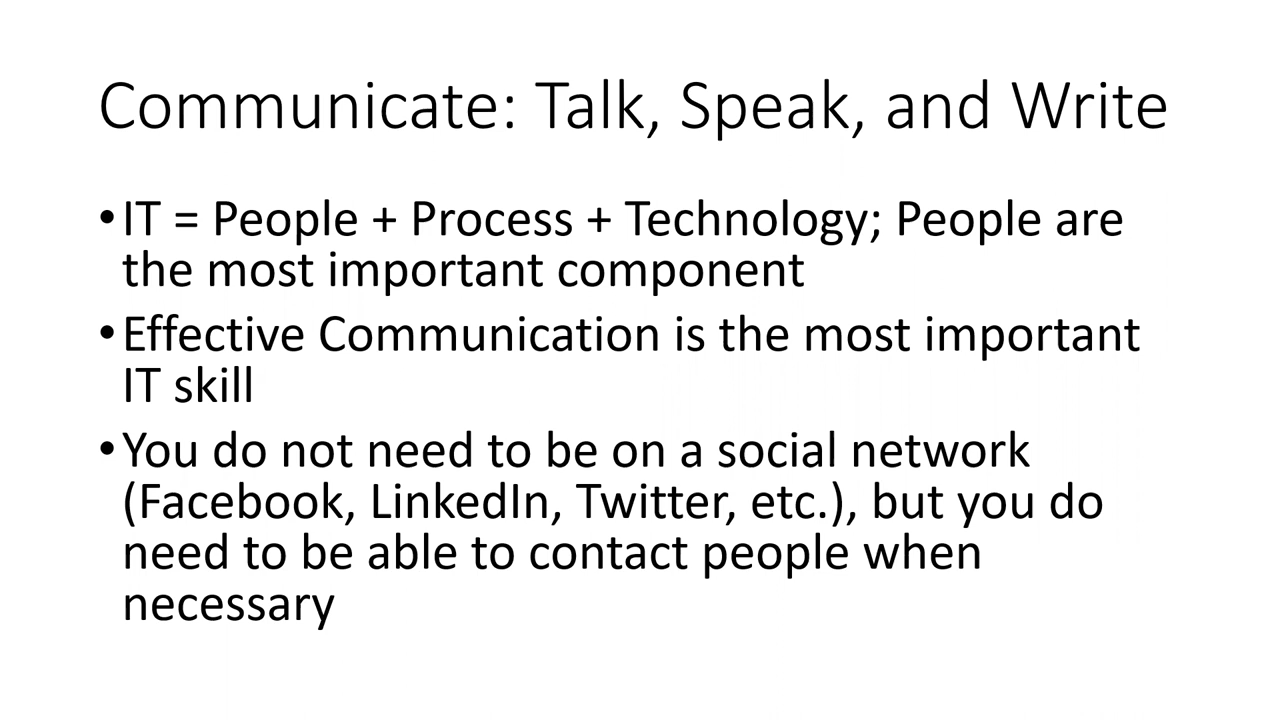 Communicate: Talk, Speak, and Write
•IT = People + Process + Technology; People are
the most important component
•Effective Communication is the most important
IT skill
•You do not need to be on a social network
(Facebook, LinkedIn, Twitter, etc.), but you do
need to be able to contact people when
necessary